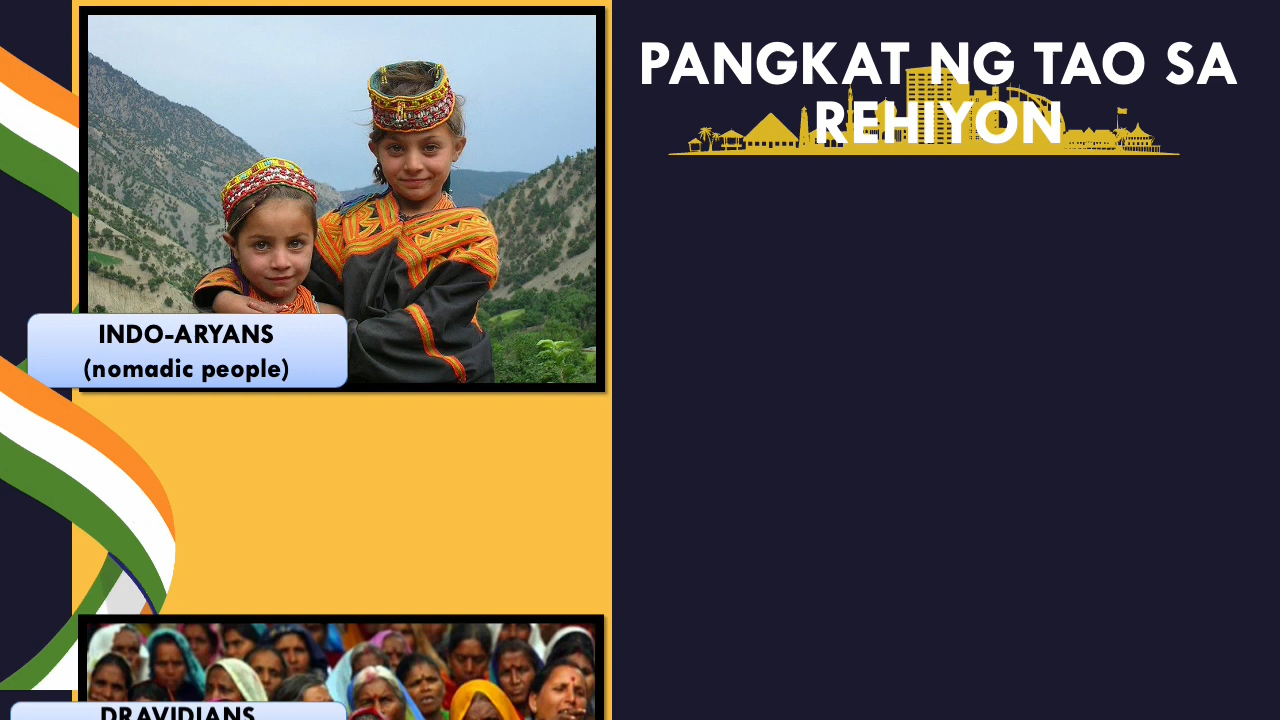 PANGKAT NG TAO SA
REHIYON
INDO-ARYANS
(nomadic people)
DRAVIDIANS